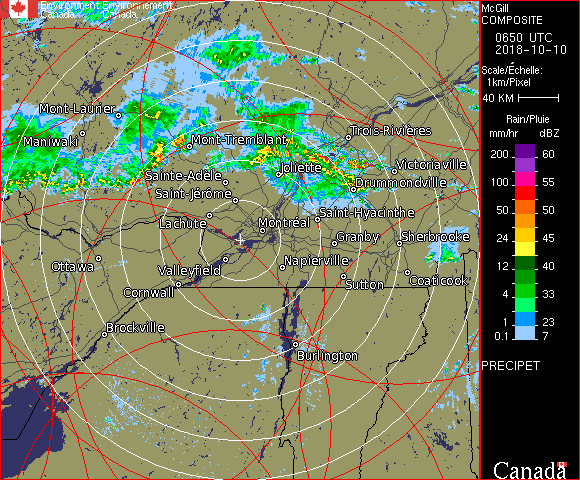 Environment Environnement
Canada Canada
McGill
COMPOSITE
0650 UTC
2018-10-10
Scale/Échelle:
1km/Pixel
40 KM
Rain/Pluie
mm/hr dBZ
200 60
100 55
50 50
24 45
12 40
4 33
1 23
0.1 7
PRECIPET
Canada
Mont-Laurier
Maniwaki
Mont-Tremblant
Trois-Rivières
Sainte-Adèle
Joliette
Victoriaville
Saint-Jérôme
Drummondville
Lachute
Montréal
Saint-Hyacinthe
Granby
Sherbrooke
Ottawa
Valleyfield
Napierville
Cornwall
Sutton
Coaticook
Brockville
Burlington